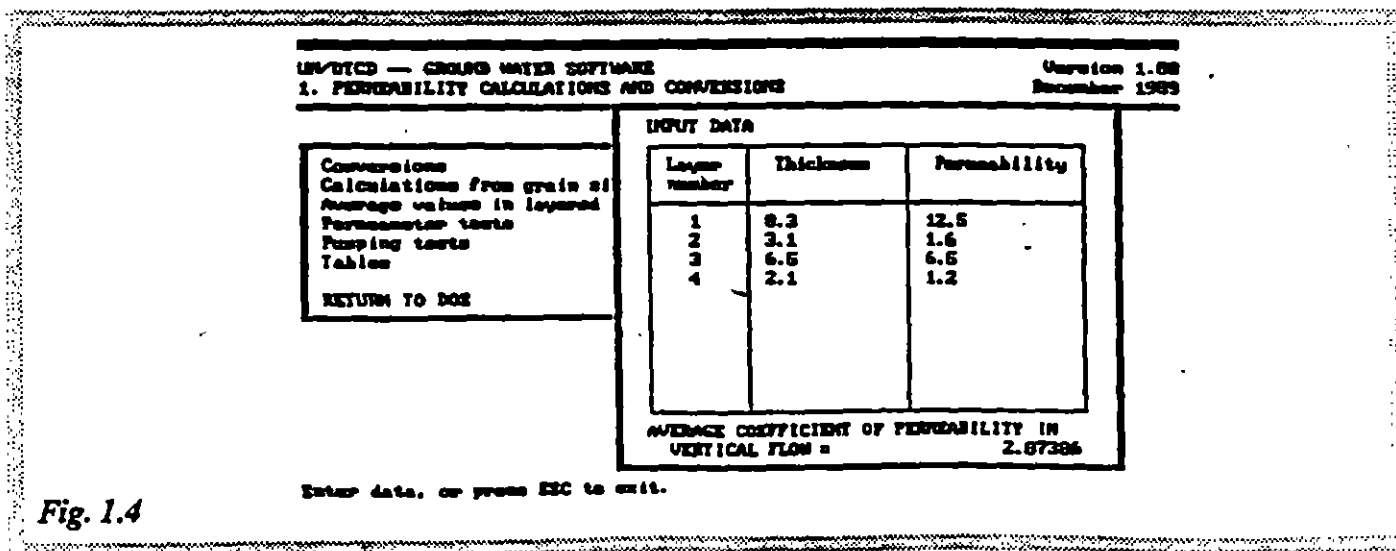 UN/DTCD — GROUND WATER SOFTWARE
Version 1.00
1. PERMEABILITY CALCULATIONS AND CONVERSIONS
December 1989
Conversions
Calculations from grain si
Average values in layered
Permeameter tests
Pumping tests
Tables
RETURN TO DOS
INPUT DATA
Layer number Thickness Permeability
1 8.3 12.5
2 3.1 1.6
3 6.5 6.5
4 2.1 1.2
AVERAGE COEFFICIENT OF PERMEABILITY IN
VERTICAL FLOW = 2.87386
Enter data, or press ESC to exit.
Fig. 1.4